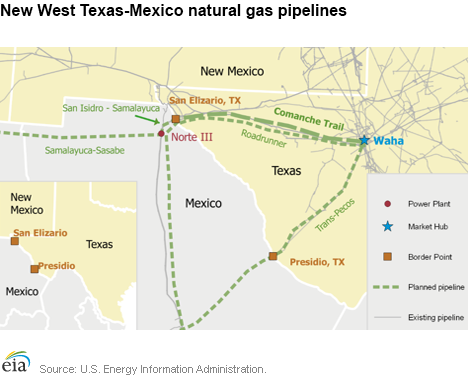 New West Texas-Mexico natural gas pipelines
New Mexico
San Isidro - Samalayuca
San Elizario, TX
Comanche Trail
Roadrunner
Norte III
Waha
Samalayuca-Sasabe
Texas
Mexico
Trans-Pecos
Presidio, TX
New
Mexico
San Elizario
Texas
Presidio
Mexico
Power Plant
Market Hub
Border Point
Planned pipeline
Existing pipeline
eia
Source: U.S. Energy Information Administration.